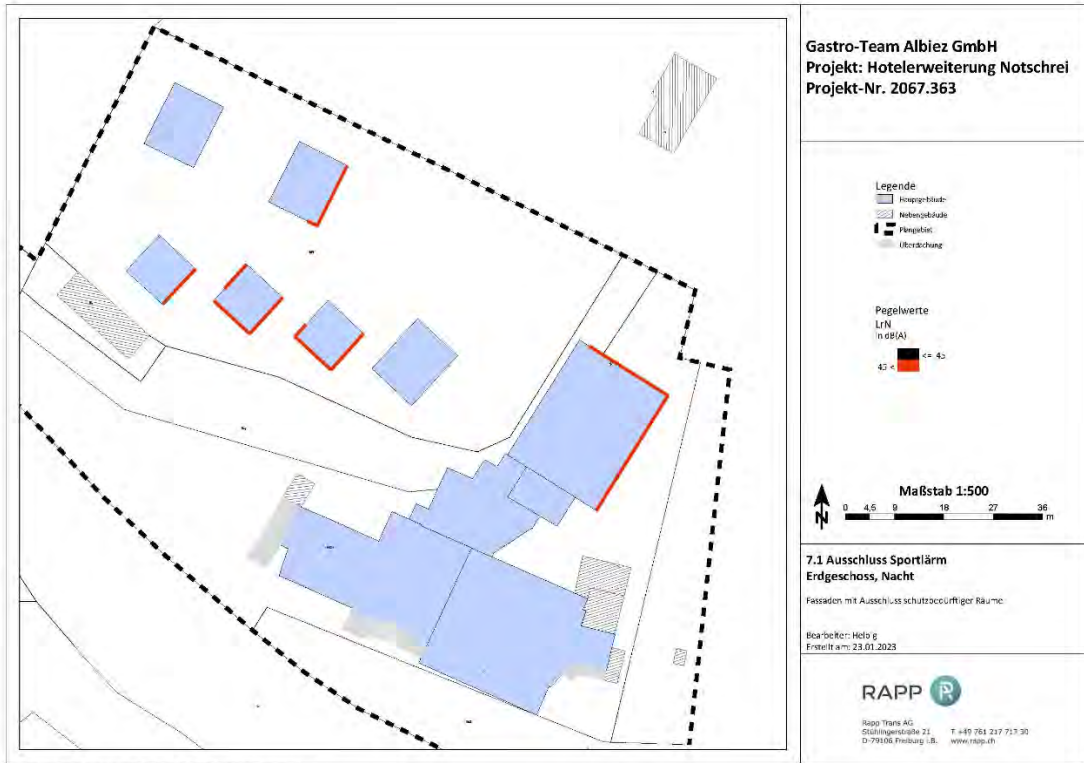 Gastro-Team Albiez GmbH
Projekt: Hotelerweiterung Notschrei
Projekt-Nr. 2067.363
Legende
Hauptgebäude
Nebengebäude
Plangebiet
Überdachung
Pegelwerte
LrN
in dB(A)
<= 45
45 <
Maßstab 1:500
0 4,5 9 18 27 36
m
N
7.1 Ausschluss Sportlärm
Erdgeschoss, Nacht
Fassaden mit Ausschluss schutzbedürftiger Räume
Bearbeiter: Helbig
Erstellt am: 23.01.2023
RAPP
Rapp Trans AG
Stühlingerstraße 21 T +49 761 217 717 30
D-79106 Freiburg i.B. www.rapp.ch